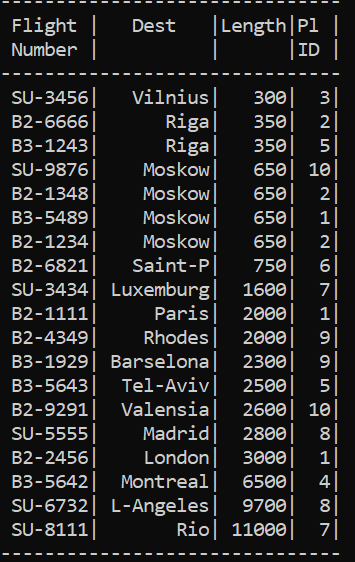 ---------------------------------
Flight |   Dest     |Length|Pl |
Number |            |      |ID |
---------------------------------
SU-3456|     Vilnius|   300|  3|
B2-6666|        Riga|   350|  2|
B3-1243|        Riga|   350|  5|
SU-9876|      Moskow|   650| 10|
B2-1348|      Moskow|   650|  2|
B3-5489|      Moskow|   650|  1|
B2-1234|      Moskow|   650|  2|
B2-6821|     Saint-P|   750|  6|
SU-3434|   Luxemburg|  1600|  7|
B2-1111|       Paris|  2000|  1|
B2-4349|      Rhodes|  2000|  9|
B3-1929|   Barselona|  2300|  9|
B3-5643|    Tel-Aviv|  2500|  5|
B2-9291|    Valensia|  2600| 10|
SU-5555|      Madrid|  2800|  8|
B2-2456|      London|  3000|  1|
B3-5642|    Montreal|  6500|  4|
SU-6732|   L-Angeles|  9700|  8|
SU-8111|         Rio| 11000|  7|
---------------------------------